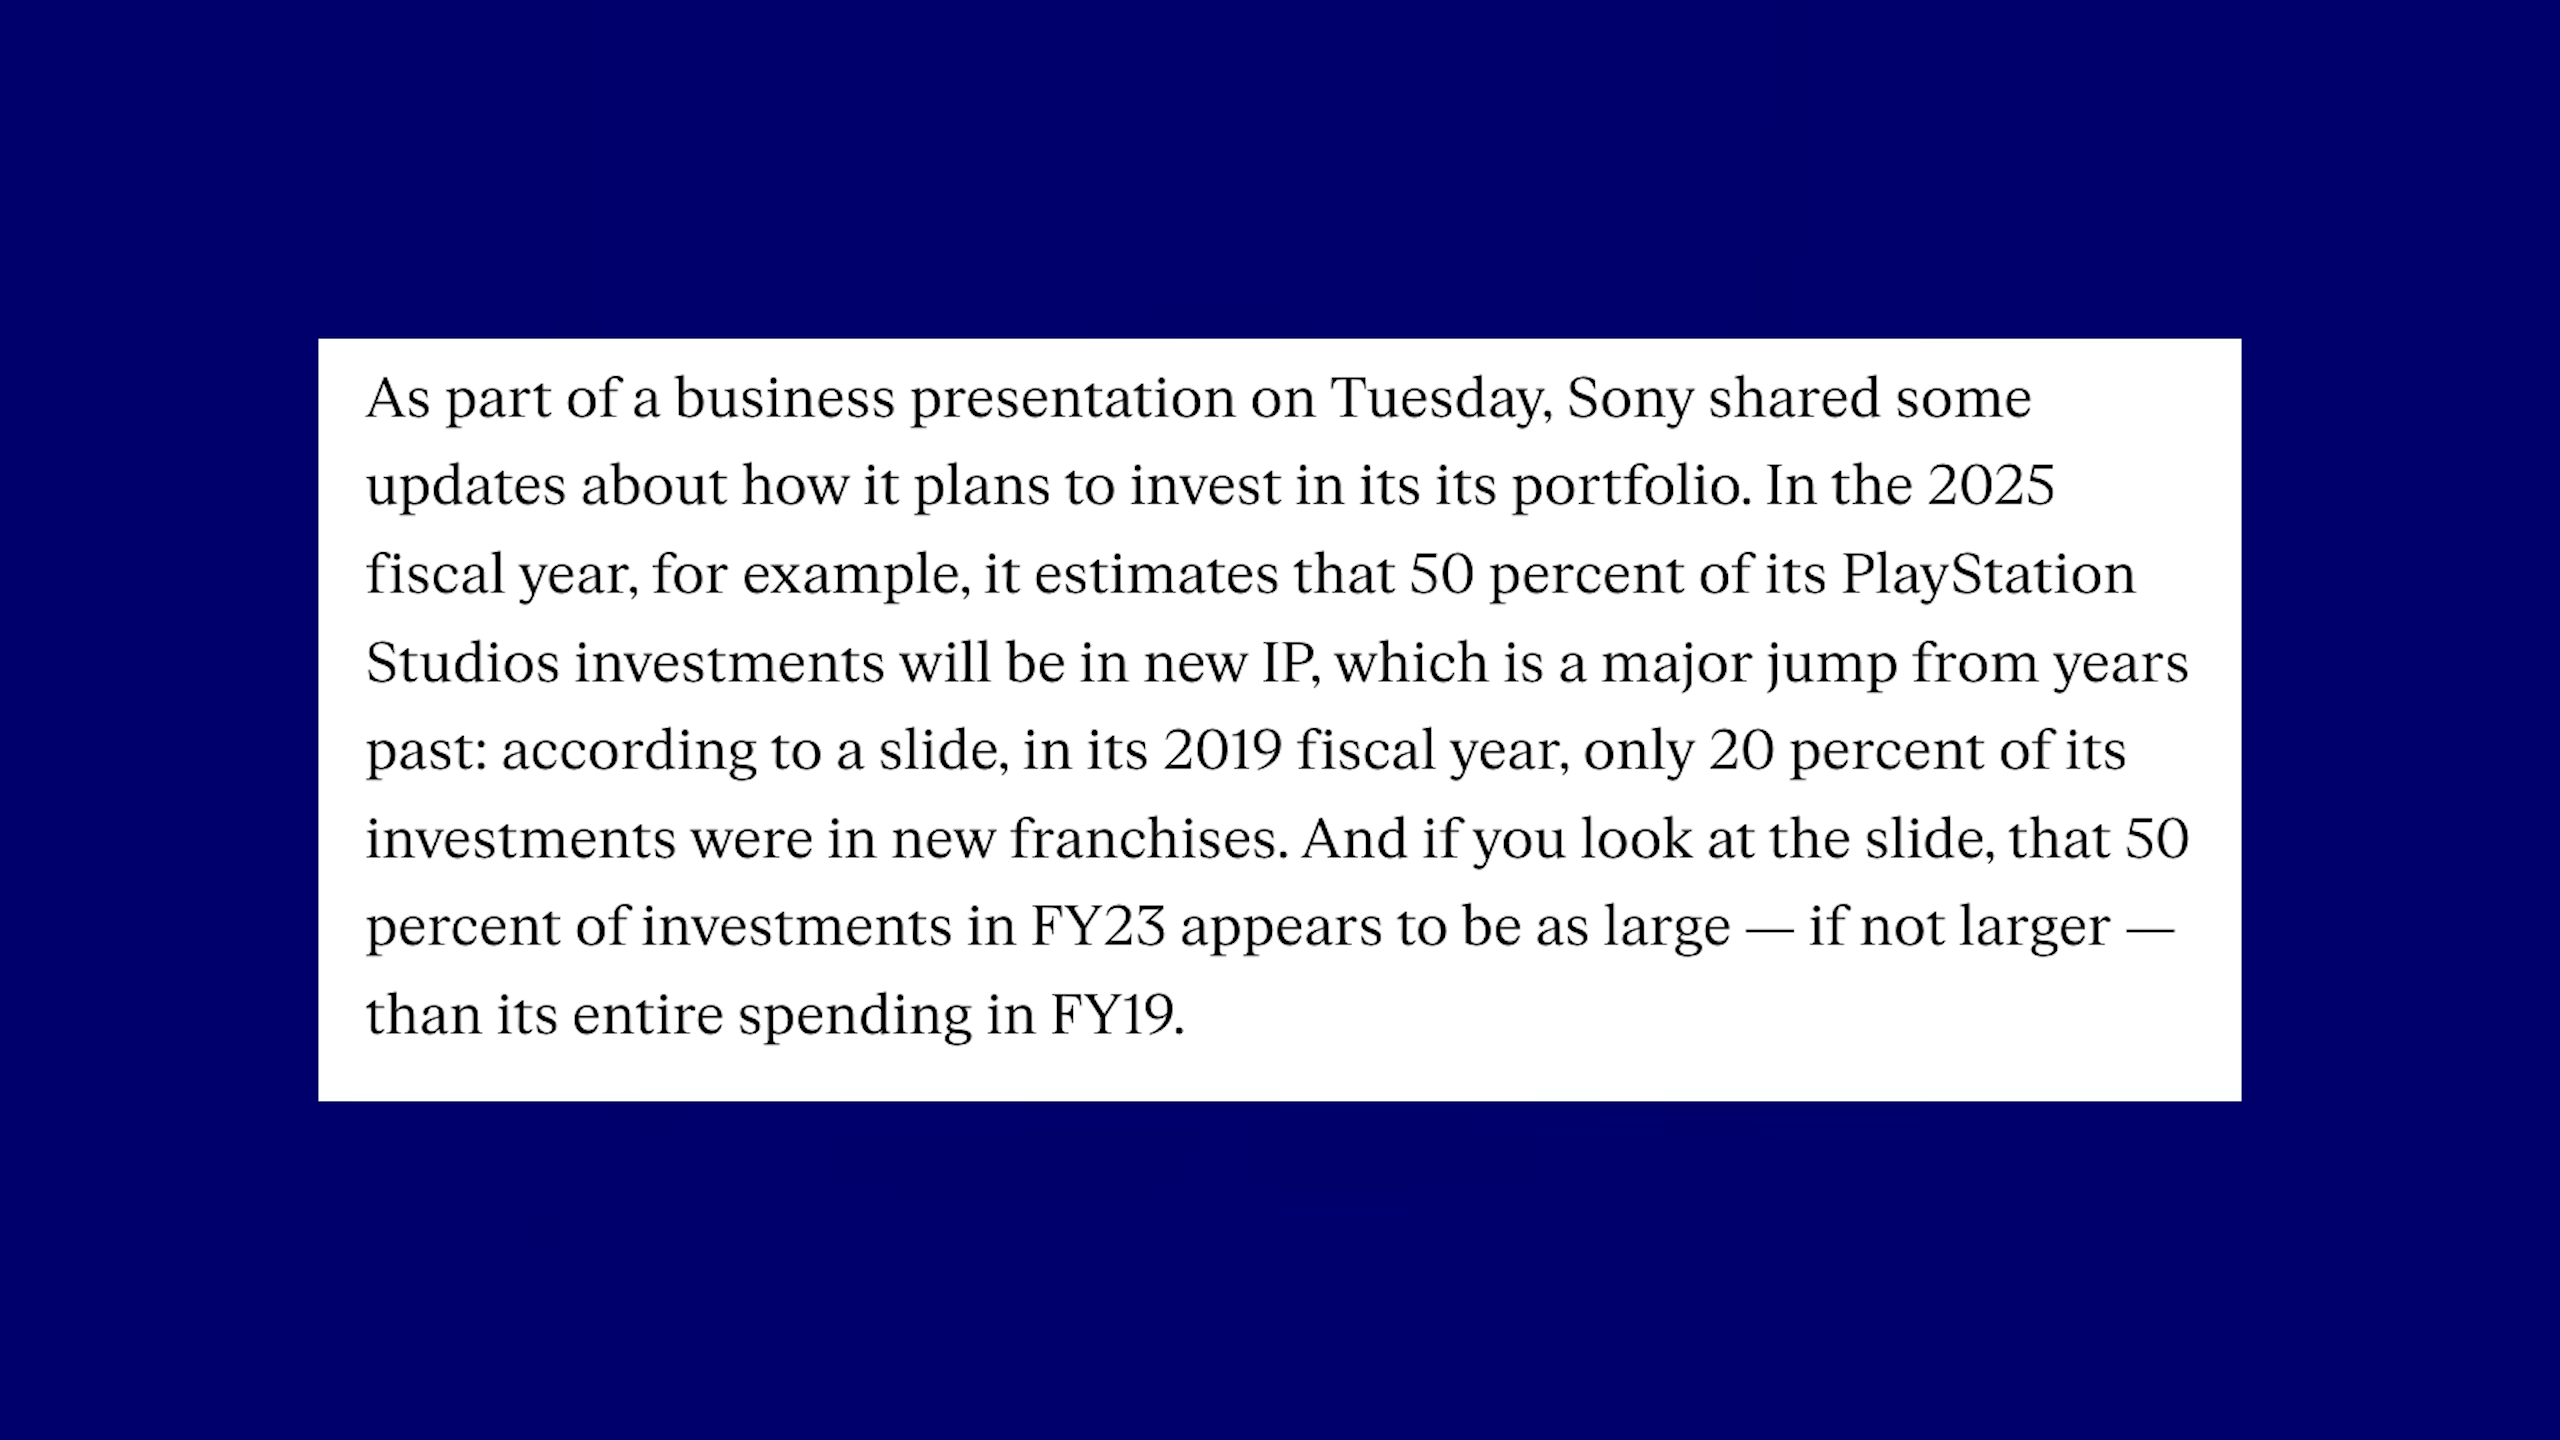 As part of a business presentation on Tuesday, Sony shared some
updates about how it plans to invest in its its portfolio. In the 2025
fiscal year, for example, it estimates that 50 percent of its PlayStation
Studios investments will be in new IP, which is a major jump from years
past: according to a slide, in its 2019 fiscal year, only 20 percent of its
investments were in new franchises. And if you look at the slide, that 50
percent of investments in FY23 appears to be as large — if not larger —
than its entire spending in FY19.